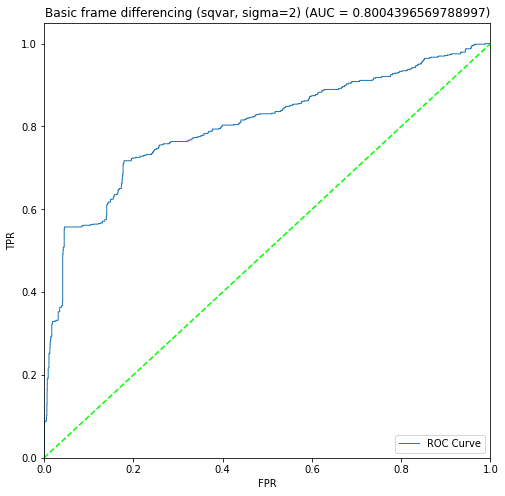 Basic frame differencing (sqvar, sigma=2) (AUC = 0.8004396569788997)
1.0
0.8
0.6
0.4
0.2
0.0
TPR
0.0 0.2 0.4 0.6 0.8 1.0
FPR
ROC Curve